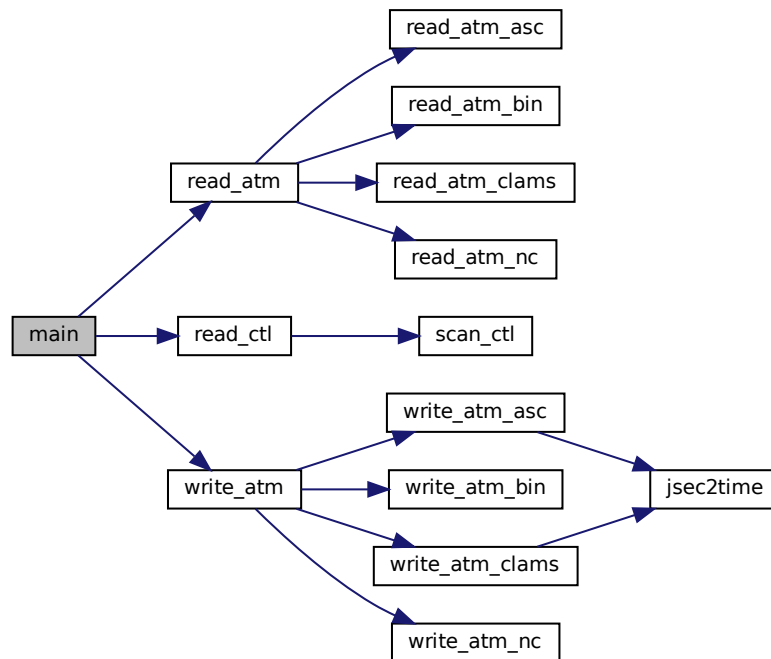 read_atm_asc
read_atm_bin
read_atm
read_atm_clams
read_atm_nc
main
read_ctl
scan_ctl
write_atm_asc
write_atm
write_atm_bin
jsec2time
write_atm_clams
write_atm_nc